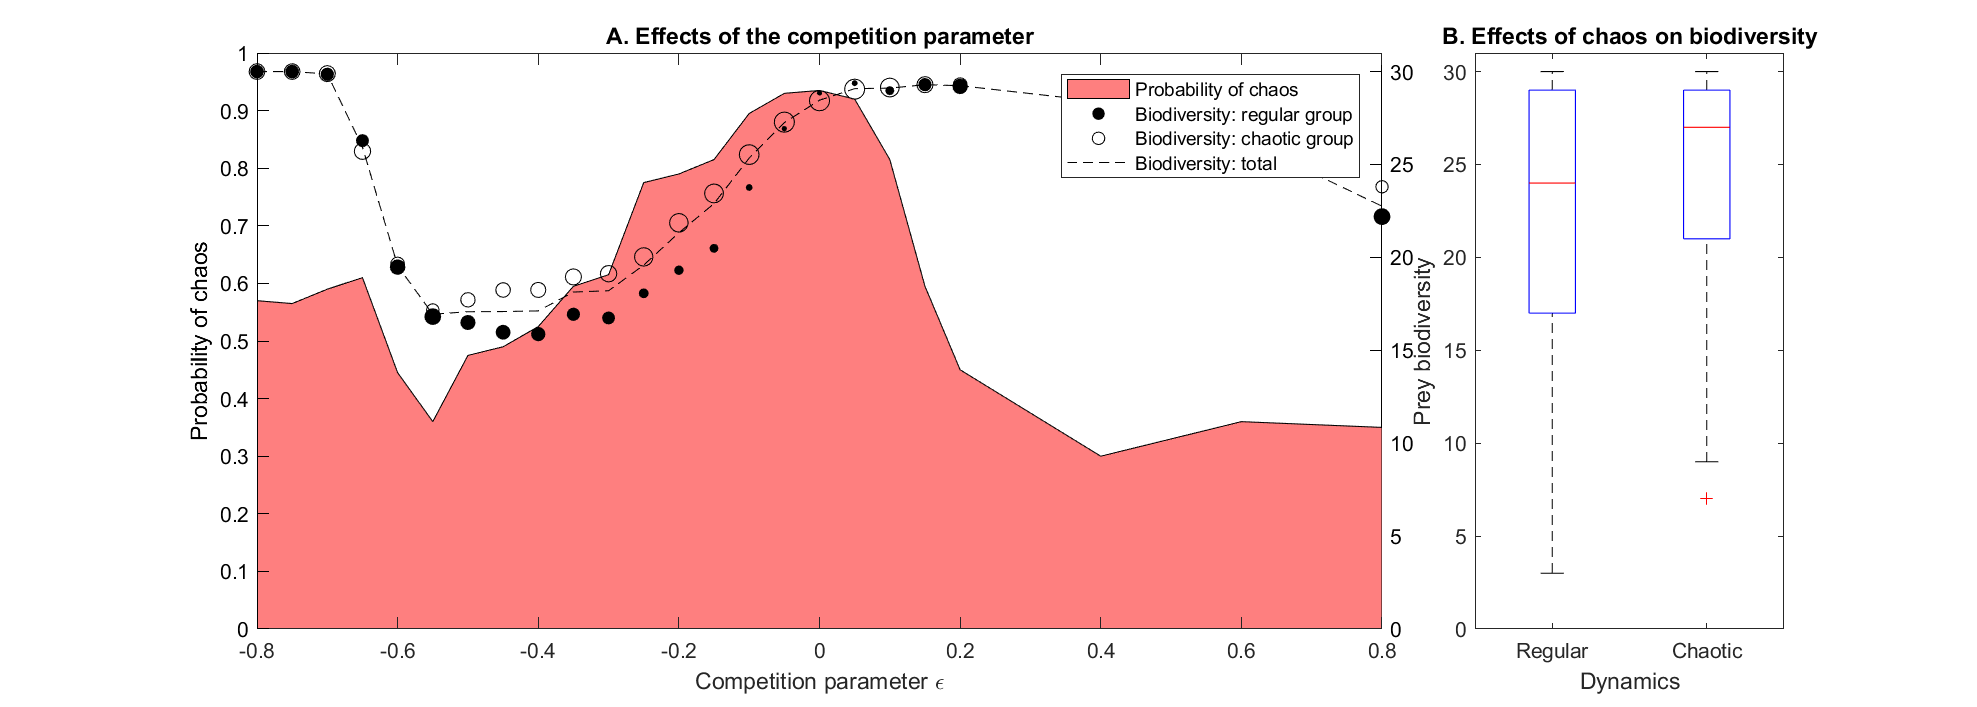 A. Effects of the competition parameter
B. Effects of chaos on biodiversity
Probability of chaos
1
0.9
0.8
0.7
0.6
0.5
0.4
0.3
0.2
0.1
0
-0.8
-0.6
-0.4
-0.2
0
0.2
0.4
0.6
0.8
Competition parameter ϵ
Probability of chaos
Biodiversity: regular group
Biodiversity: chaotic group
Biodiversity: total
30
25
20
15
10
5
0
Prey biodiversity
30
25
20
15
10
5
0
Regular
Chaotic
Dynamics